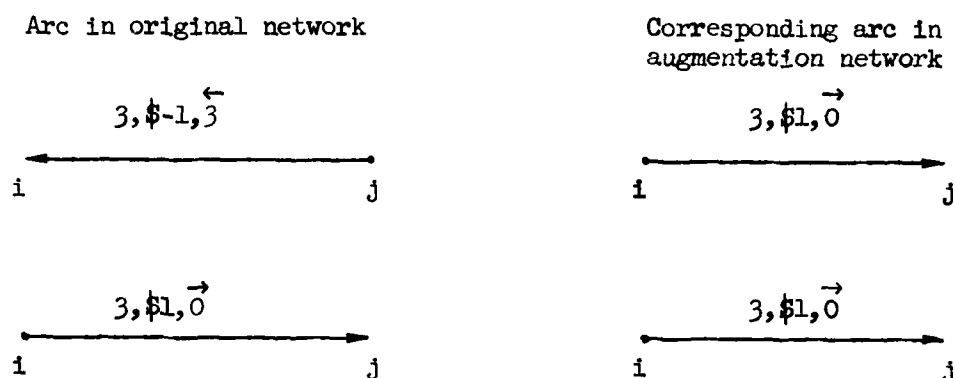 Arc in original network
Corresponding arc in
augmentation network
3,$-1,3←
3,$1,0→
i
j
i
j
3,$1,0→
3,$1,0→
i
j
i
j